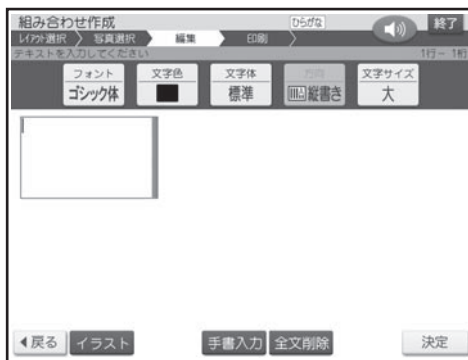 組み合わせ作成 ひらがな 終了
ﾚｲｱｳﾄ選択 写真選択 編集 印刷
テキストを入力してください 1行− 1桁
フォント 文字色 文字体 方向 文字サイズ
ゴシック体 標準 縦書き 大
戻る イラスト 手書入力 全文削除 決定